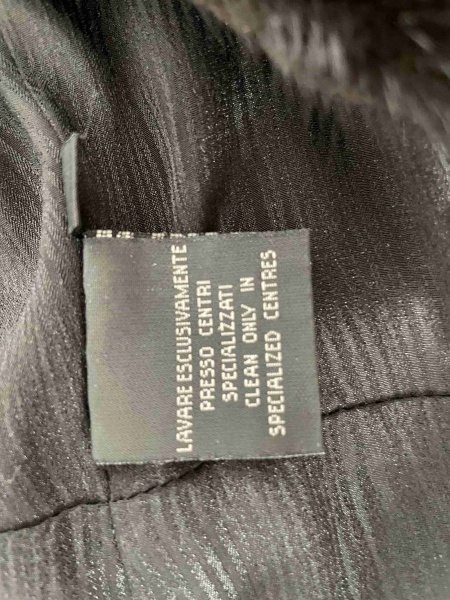 LAVARE ESCLUSIVAMENTE
PRESSO CENTRI
SPECIALIZZATI
CLEAN ONLY IN
SPECIALIZED CENTRES